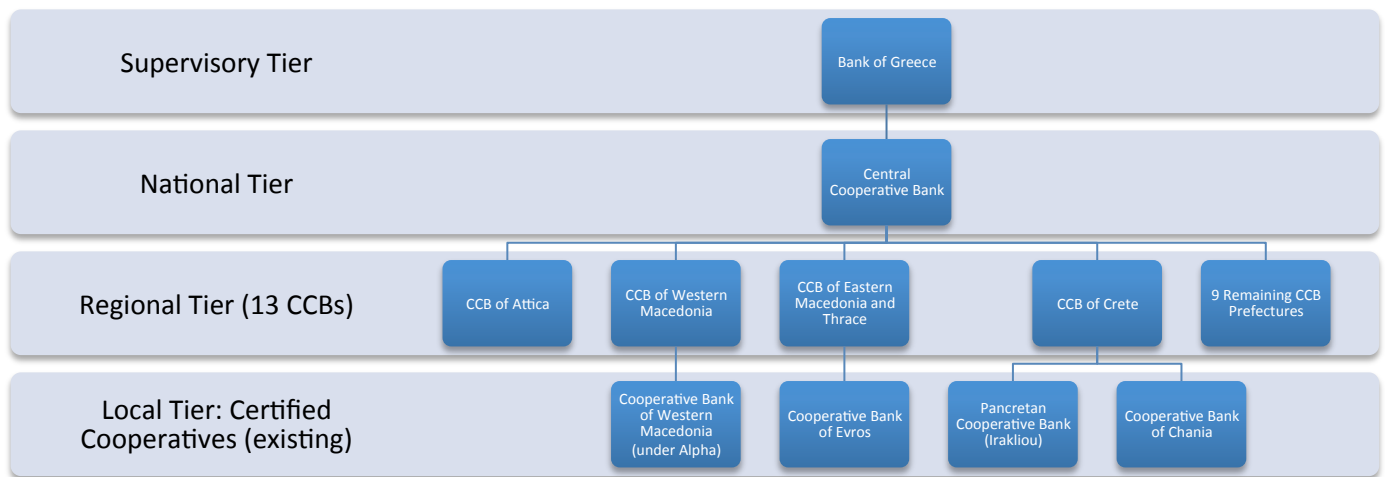 Supervisory Tier
Bank of Greece
National Tier
Central
Cooperative Bank
Regional Tier (13 CCBs)
CCB of Attica
CCB of Western
Macedonia
CCB of Eastern
Macedonia and
Thrace
CCB of Crete
9 Remaining CCB
Prefectures
Local Tier: Certified
Cooperatives (existing)
Cooperative Bank
of Western
Macedonia
(under Alpha)
Cooperative Bank
of Evros
Pancretan
Cooperative Bank
(Irakliou)
Cooperative Bank
of Chania